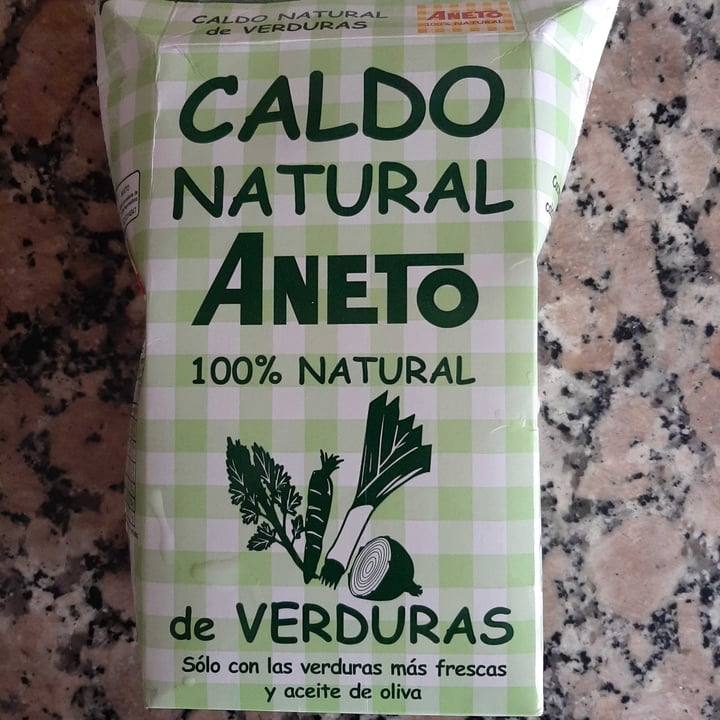 CALDO NATURAL
de VERDURAS
ANETO
100% NATURAL
CALDO
NATURAL
ANETO
100% NATURAL
de VERDURAS
Sólo con las verduras más frescas
y aceite de oliva